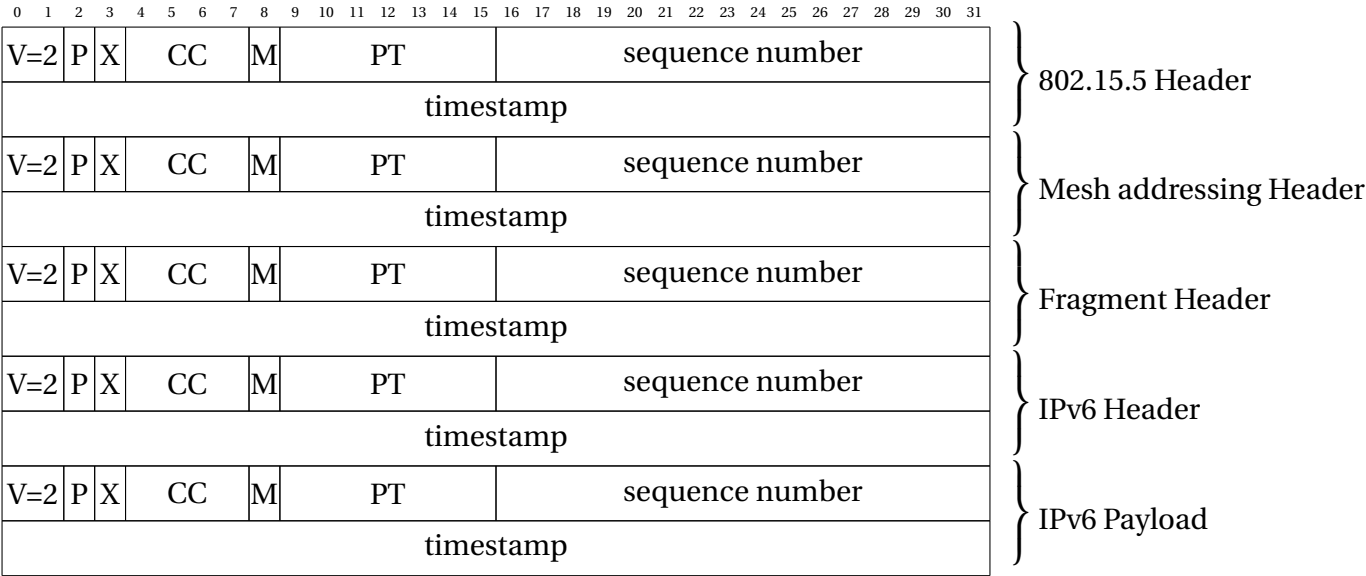 0 1 2 3 4 5 6 7 8 9 10 11 12 13 14 15 16 17 18 19 20 21 22 23 24 25 26 27 28 29 30 31
V=2 P X CC M PT sequence number
802.15.5 Header
timestamp
V=2 P X CC M PT sequence number
Mesh addressing Header
timestamp
V=2 P X CC M PT sequence number
Fragment Header
timestamp
V=2 P X CC M PT sequence number
IPv6 Header
timestamp
V=2 P X CC M PT sequence number
IPv6 Payload
timestamp